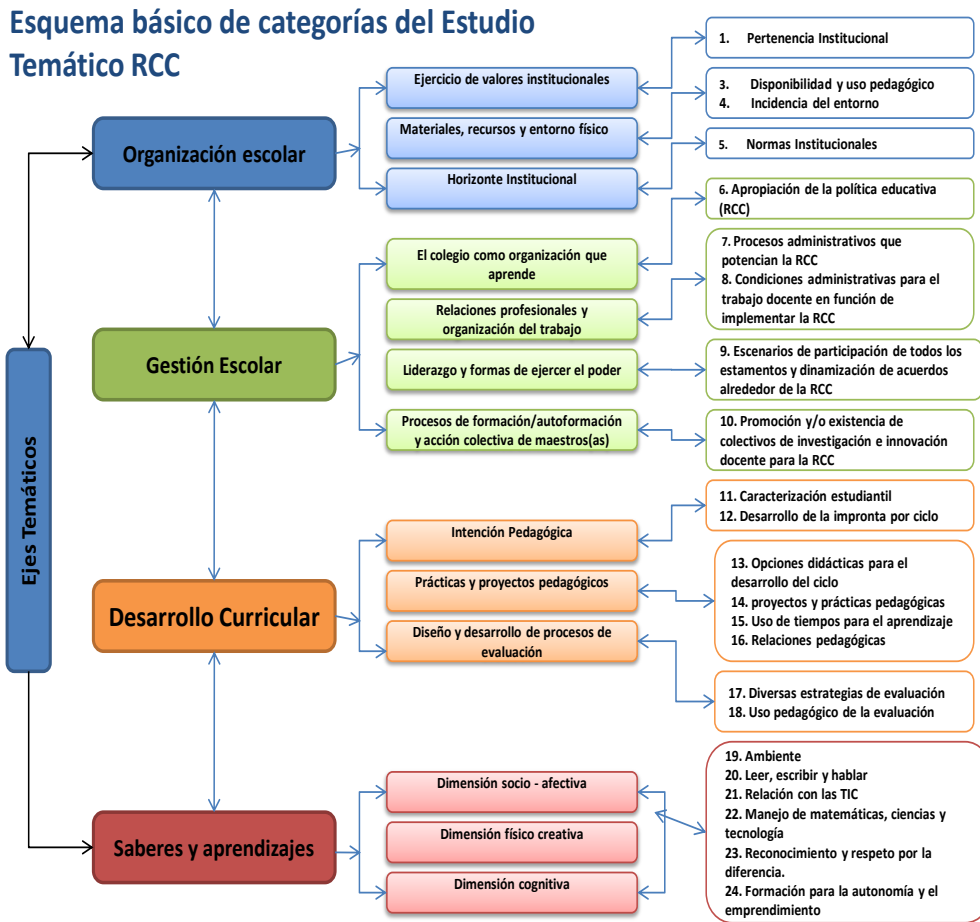 Esquema básico de categorías del Estudio
Temático RCC
Ejes Temáticos
Organización escolar
Ejercicio de valores institucionales
Materiales, recursos y entorno físico
Horizonte Institucional
1. Pertenencia Institucional
3. Disponibilidad y uso pedagógico
4. Incidencia del entorno
5. Normas Institucionales
Gestión Escolar
El colegio como organización que
aprende
Relaciones profesionales y
organización del trabajo
Liderazgo y formas de ejercer el poder
Procesos de formación/autoformación
y acción colectiva de maestros(as)
6. Apropiación de la política educativa
(RCC)
7. Procesos administrativos que
potencian la RCC
8. Condiciones administrativas para el
trabajo docente en función de
implementar la RCC
9. Escenarios de participación de todos los
estamentos y dinamización de acuerdos
alrededor de la RCC
10. Promoción y/o existencia de
colectivos de investigación e innovación
docente para la RCC
Desarrollo Curricular
Intención Pedagógica
Prácticas y proyectos pedagógicos
Diseño y desarrollo de procesos de
evaluación
11. Caracterización estudiantil
12. Desarrollo de la impronta por ciclo
13. Opciones didácticas para el
desarrollo del ciclo
14. proyectos y prácticas pedagógicas
15. Uso de tiempos para el aprendizaje
16. Relaciones pedagógicas
17. Diversas estrategias de evaluación
18. Uso pedagógico de la evaluación
Saberes y aprendizajes
Dimensión socio - afectiva
Dimensión físico creativa
Dimensión cognitiva
19. Ambiente
20. Leer, escribir y hablar
21. Relación con las TIC
22. Manejo de matemáticas, ciencias y
tecnología
23. Reconocimiento y respeto por la
diferencia.
24. Formación para la autonomía y el
emprendimiento